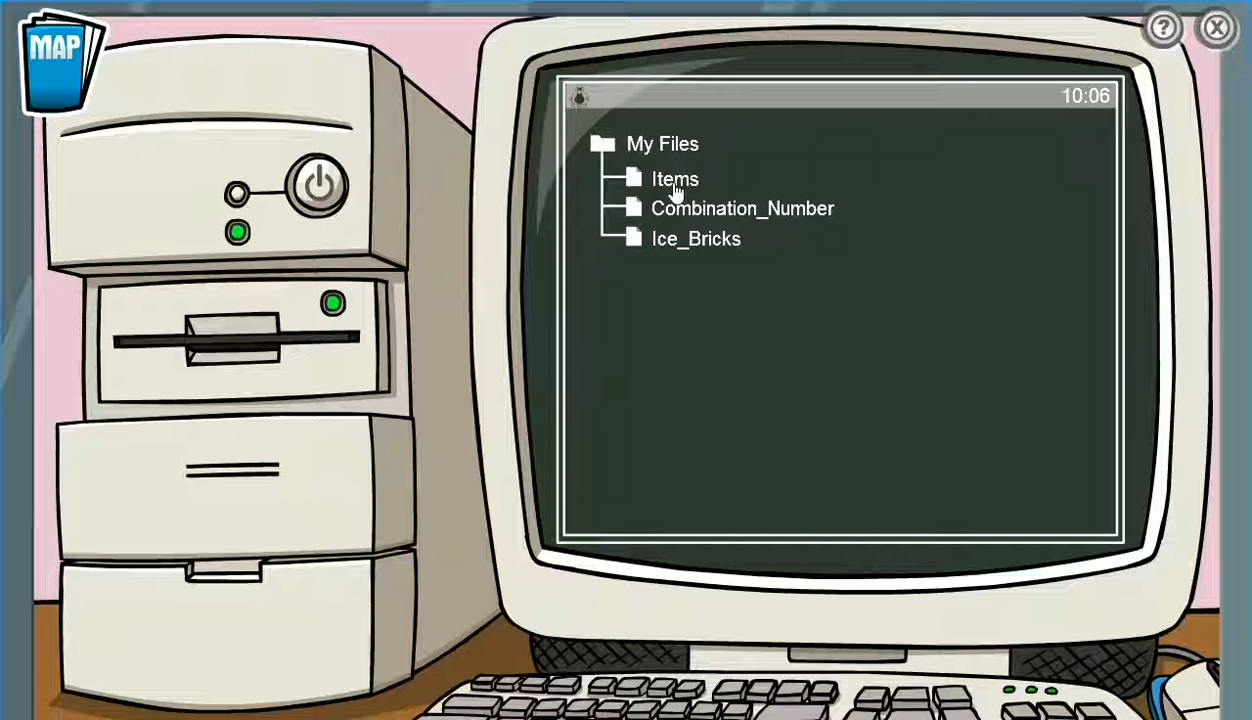 MAP
?
X
10:06
My Files
Items
Combination_Number
Ice_Bricks